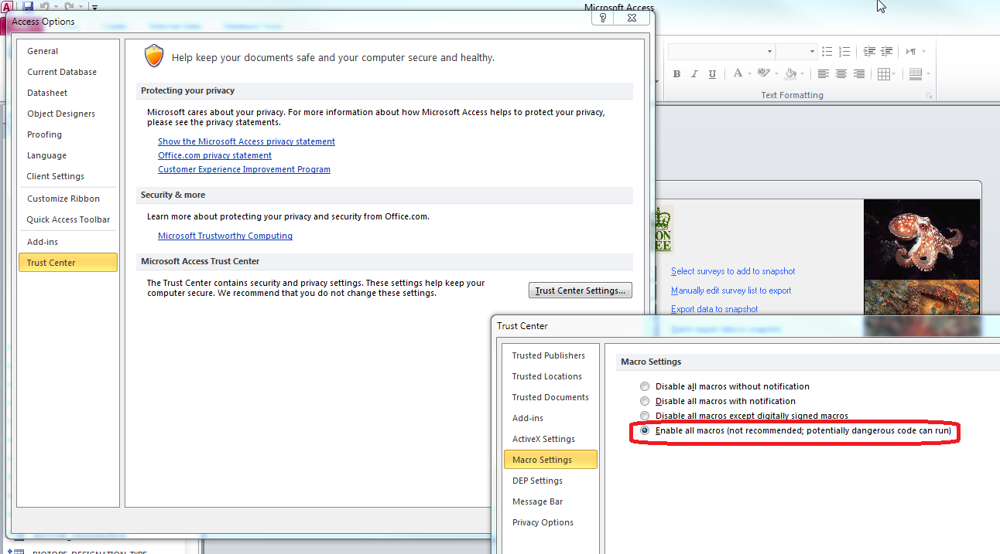 Microsoft Access
Access Options
General
Current Database
Datasheet
Object Designers
Proofing
Language
Client Settings
Customize Ribbon
Quick Access Toolbar
Add-ins
Trust Center
Help keep your documents safe and your computer secure and healthy.
Protecting your privacy
Microsoft cares about your privacy. For more information about how Microsoft Access helps to protect your privacy,
please see the privacy statements.
Show the Microsoft Access privacy statement
Office.com privacy statement
Customer Experience Improvement Program
Security & more
Learn more about protecting your privacy and security from Office.com.
Microsoft Trustworthy Computing
Microsoft Access Trust Center
The Trust Center contains security and privacy settings. These settings help keep your
computer secure. We recommend that you do not change these settings.
Trust Center Settings...
B I U A ab
Text Formatting
ON
EE
Select surveys to add to snapshot
Manually edit survey list to export
Export data to snapshot
Trust Center
Trusted Publishers
Trusted Locations
Trusted Documents
Add-ins
ActiveX Settings
Macro Settings
DEP Settings
Message Bar
Privacy Options
Macro Settings
Disable all macros without notification
Disable all macros with notification
Disable all macros except digitally signed macros
Enable all macros (not recommended; potentially dangerous code can run)
BIOTOPE_DESIGNATION_TYPE